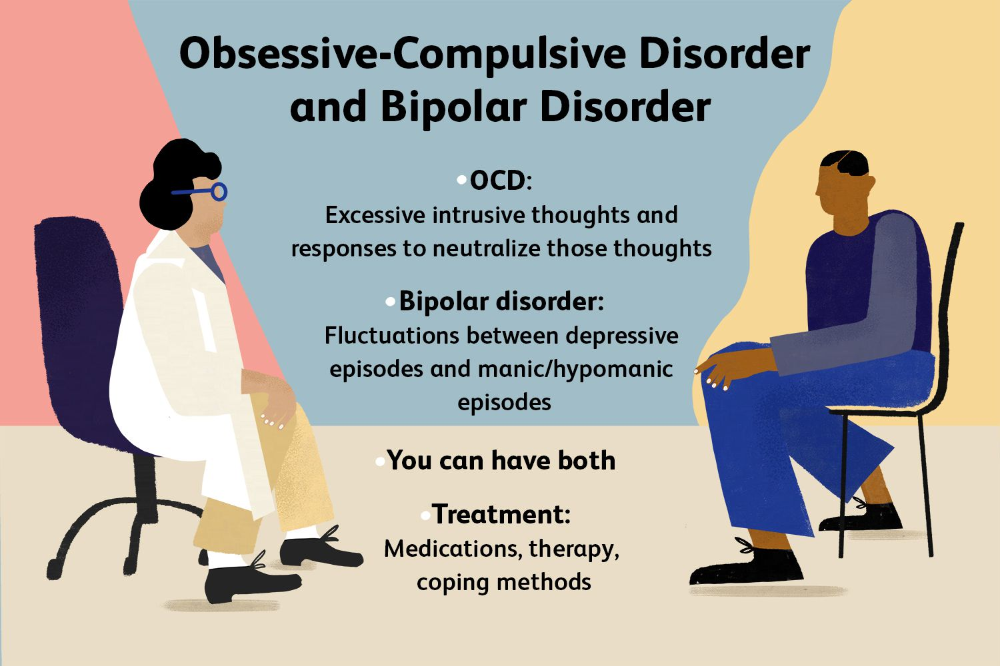 Obsessive-Compulsive Disorder
and Bipolar Disorder
•OCD:
Excessive intrusive thoughts and
responses to neutralize those thoughts
•Bipolar disorder:
Fluctuations between depressive
episodes and manic/hypomanic
episodes
•You can have both
•Treatment:
Medications, therapy,
coping methods